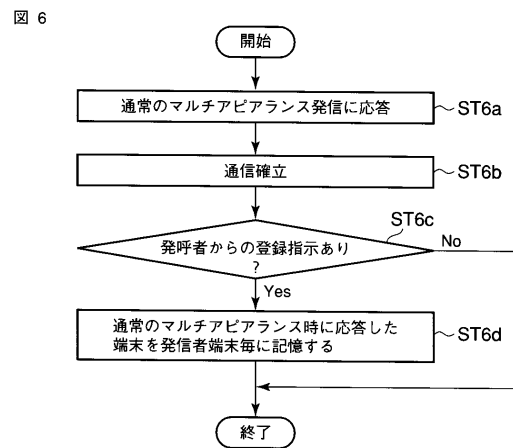 図 6
開始
通常のマルチアピアランス発信に応答
ST6a
通信確立
ST6b
ST6c
発呼者からの登録指示あり
?
No
Yes
通常のマルチアピアランス時に応答した
端末を発信者端末毎に記憶する
ST6d
終了